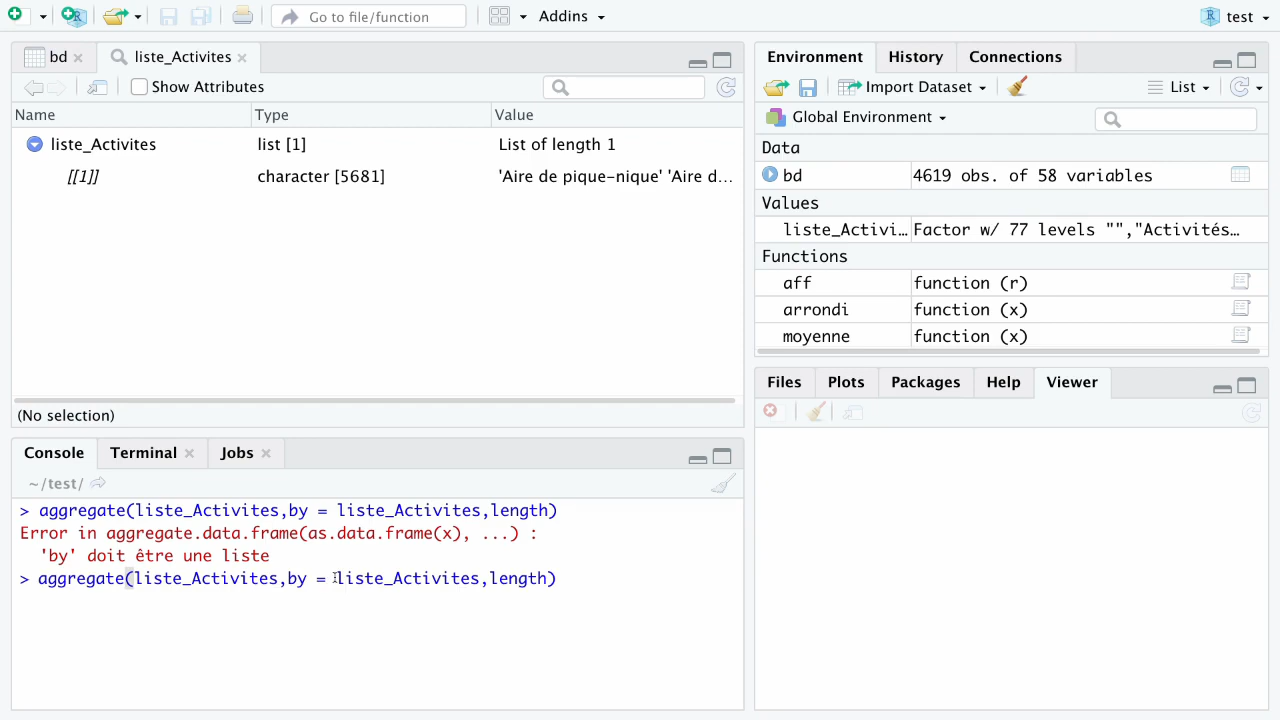 Go to file/function
Addins
test
bd
liste_Activites
Show Attributes
Name Type Value
liste_Activites list [1] List of length 1
[[1]] character [5681] 'Aire de pique-nique' 'Aire d…
(No selection)
Console Terminal Jobs
~/test/
> aggregate(liste_Activites,by = liste_Activites,length)
Error in aggregate.data.frame(as.data.frame(x), ...) :
'by' doit être une liste
> aggregate(liste_Activites,by = liste_Activites,length)
Environment History Connections
Import Dataset List
Global Environment
Data
bd 4619 obs. of 58 variables
Values
liste_Activi… Factor w/ 77 levels "","Activités…
Functions
aff function (r)
arrondi function (x)
moyenne function (x)
Files Plots Packages Help Viewer